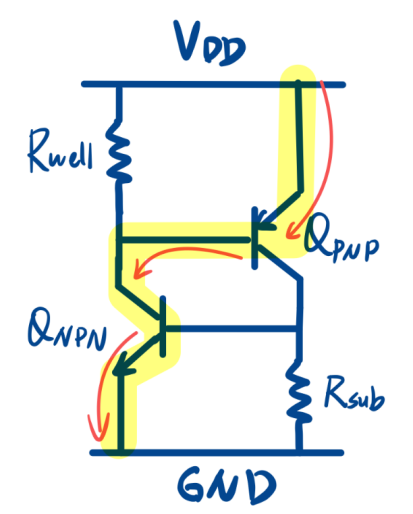 VDD
Rwell
QPNP
QNPN
Rsub
GND